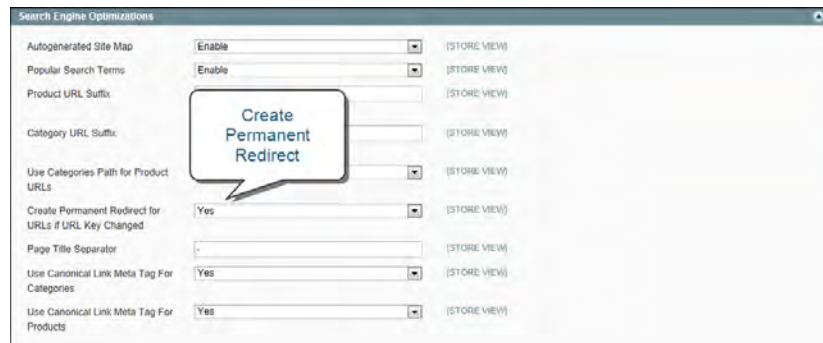 Search Engine Optimizations
Autogenerated Site Map Enable [STORE VIEW]
Popular Search Terms Enable [STORE VIEW]
Product URL Suffix [STORE VIEW]
Create
Permanent
Redirect
Category URL Suffix [STORE VIEW]
Use Categories Path for Product [STORE VIEW]
URLs
Create Permanent Redirect for Yes [STORE VIEW]
URLs if URL Key Changed
Page Title Separator - [STORE VIEW]
Use Canonical Link Meta Tag For Yes [STORE VIEW]
Categories
Use Canonical Link Meta Tag For Yes [STORE VIEW]
Products